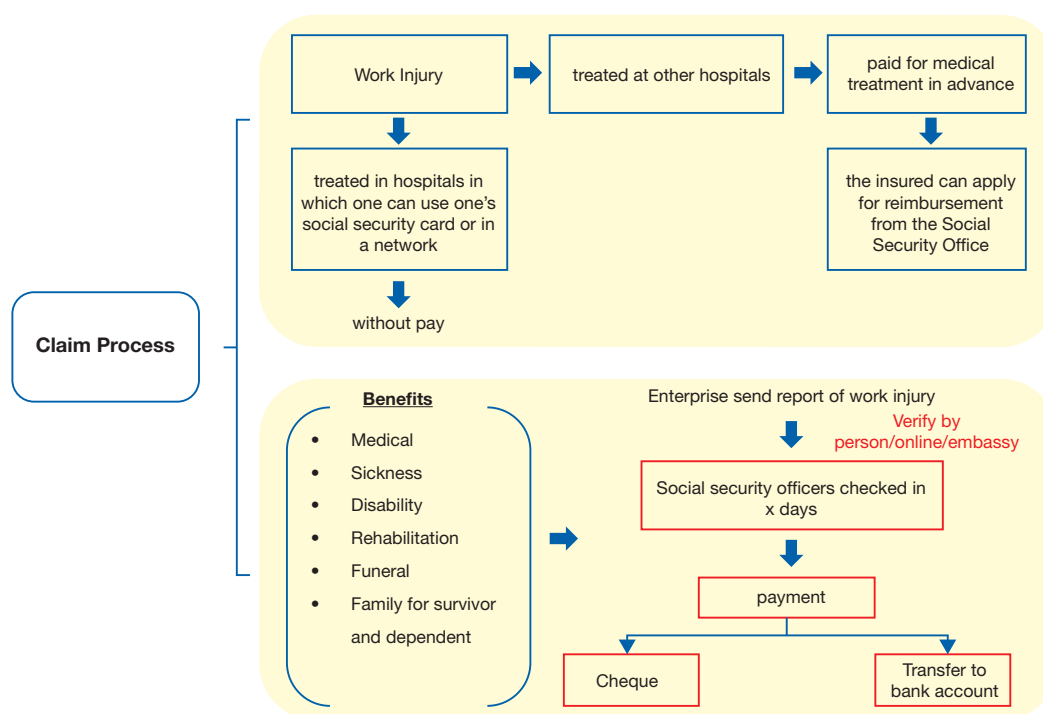 Claim Process
Work Injury
treated at other hospitals
paid for medical
treatment in advance
treated in hospitals in
which one can use one's
social security card or in
a network
without pay
the insured can apply
for reimbursement
from the Social
Security Office
Benefits
• Medical
• Sickness
• Disability
• Rehabilitation
• Funeral
• Family for survivor
and dependent
Enterprise send report of work injury
Verify by
person/online/embassy
Social security officers checked in
x days
payment
Cheque
Transfer to
bank account